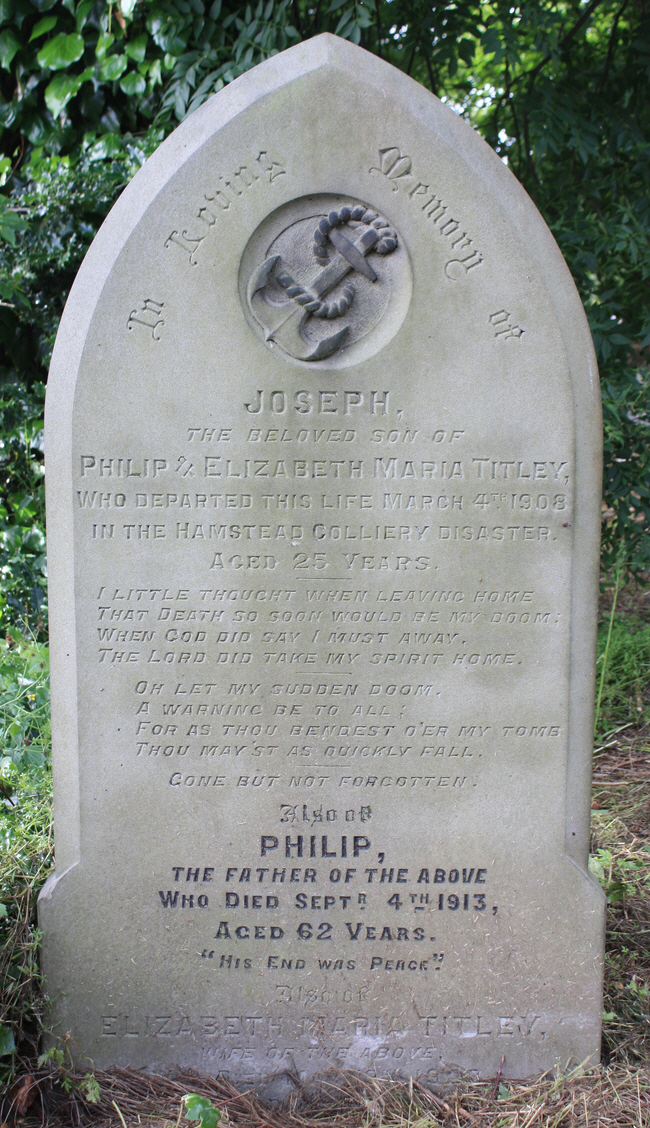 In Loving Memory of
JOSEPH,
THE BELOVED SON OF
PHILIP & ELIZABETH MARIA TITLEY,
WHO DEPARTED THIS LIFE MARCH 4TH 1908
IN THE HAMSTEAD COLLIERY DISASTER.
AGED 25 YEARS.
I LITTLE THOUGHT WHEN LEAVING HOME
THAT DEATH SO SOON WOULD BE MY DOOM:
WHEN GOD DID SAY I MUST AWAY.
THE LORD DID TAKE MY SPIRIT HOME.
OH LET MY SUDDEN DOOM.
A WARNING BE TO ALL;
FOR AS THOU BENDEST O'ER MY TOMB
THOU MAY'ST AS QUICKLY FALL.
GONE BUT NOT FORGOTTEN.
Also of
PHILIP,
THE FATHER OF THE ABOVE
WHO DIED SEPTR 4TH 1913,
AGED 62 YEARS.
"HIS END WAS PEACE".
Also of
ELIZABETH MARIA TITLEY,
WIFE OF THE ABOVE,